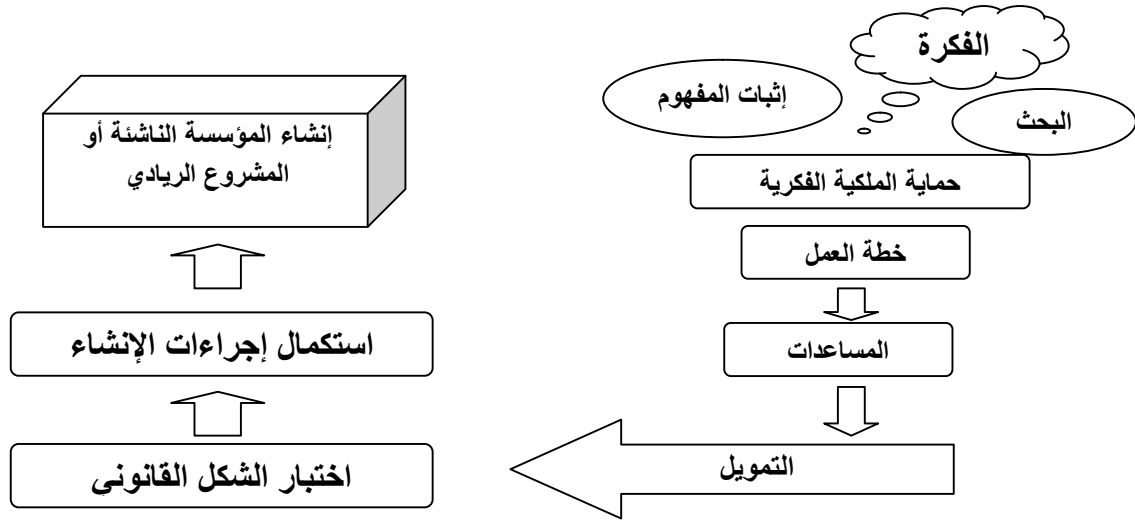 الفكرة
إثبات المفهوم
البحث
حماية الملكية الفكرية
خطة العمل
المساعدات
التمويل
اختبار الشكل القانوني
استكمال إجراءات الإنشاء
إنشاء المؤسسة الناشئة أو
المشروع الريادي